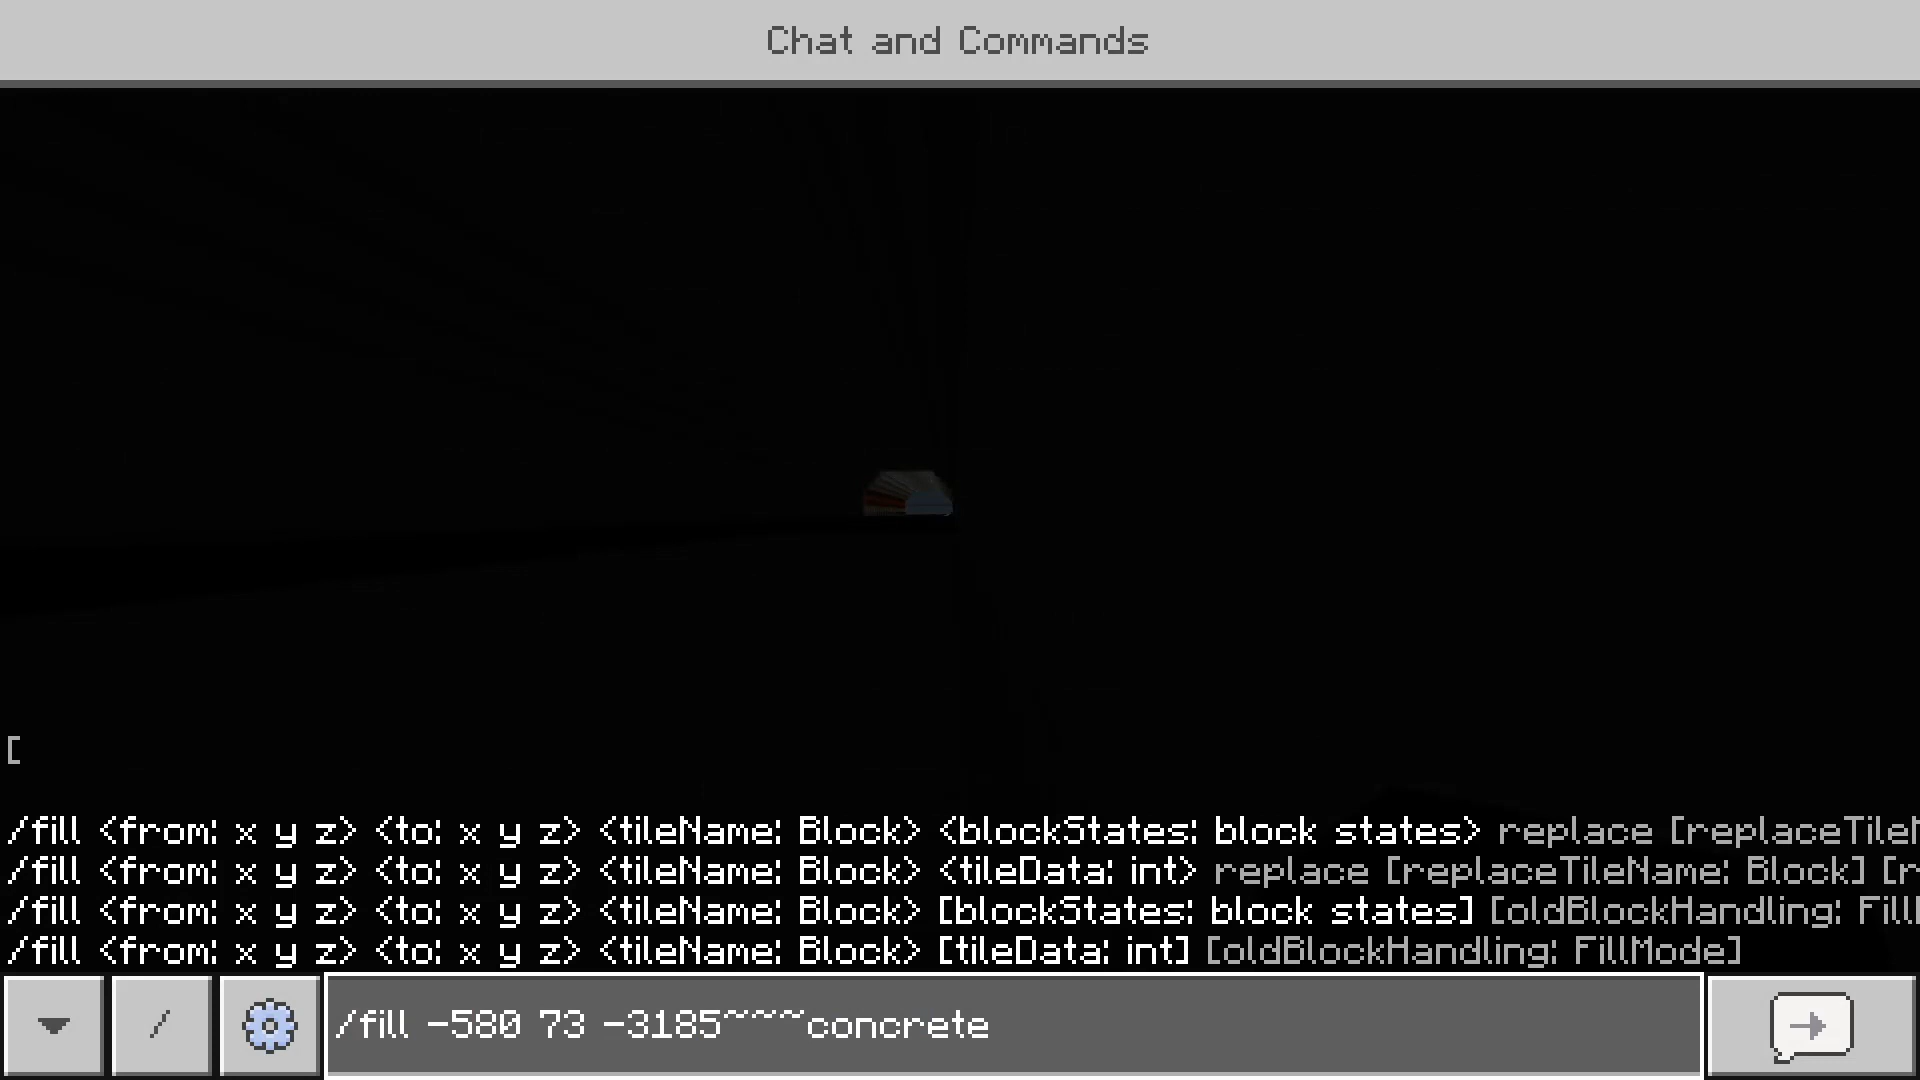 Chat and Commands
[
/fill <from: x y z> <to: x y z> <tileName: Block> <blockStates: block states> replace [replaceTileN
/fill <from: x y z> <to: x y z> <tileName: Block> <tileData: int> replace [replaceTileName: Block] [r
/fill <from: x y z> <to: x y z> <tileName: Block> [blockStates: block states] [oldBlockHandling: Fill
/fill <from: x y z> <to: x y z> <tileName: Block> [tileData: int] [oldBlockHandling: FillMode]
/ /fill -580 73 -3185~~~concrete